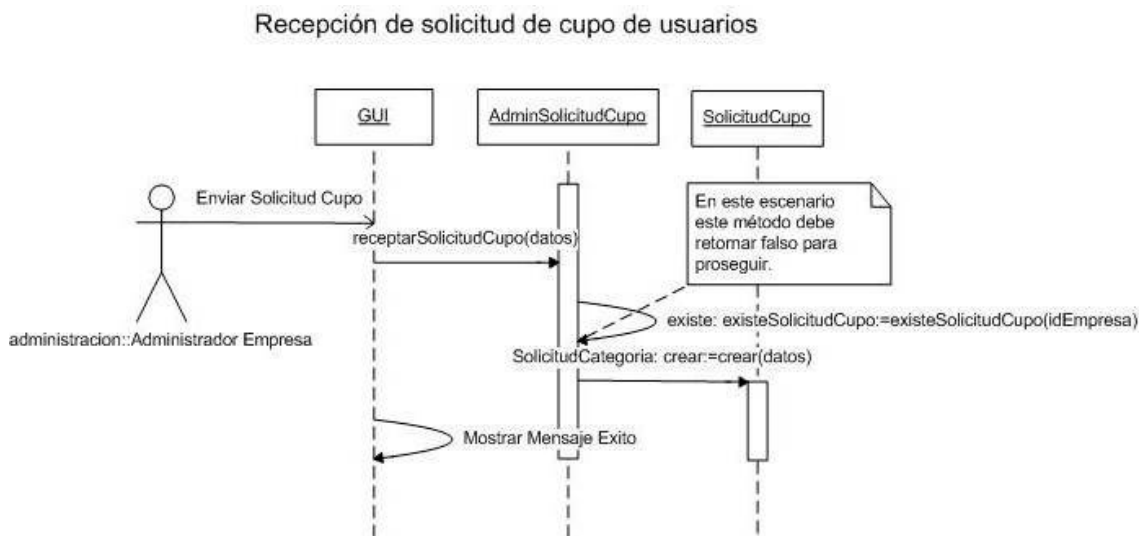 Recepción de solicitud de cupo de usuarios
GUI
AdminSolicitudCupo
SolicitudCupo
Enviar Solicitud Cupo
En este escenario
este método debe
retornar falso para
proseguir.
receptarSolicitudCupo(datos)
existe: existeSolicitudCupo:=existeSolicitudCupo(idEmpresa)
administracion::Administrador Empresa
SolicitudCategoria: crear:=crear(datos)
Mostrar Mensaje Exito